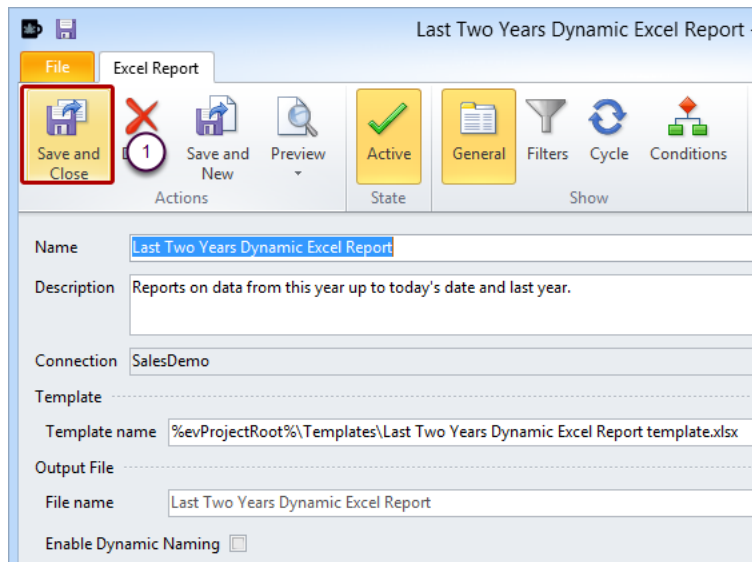 Last Two Years Dynamic Excel Report -
File
Excel Report
Save and
Close
1
Save and
New
Preview
Active
General
Filters
Cycle
Conditions
Actions
State
Show
Name
Last Two Years Dynamic Excel Report
Description
Reports on data from this year up to today's date and last year.
Connection
SalesDemo
Template
Template name
%evProjectRoot%\Templates\Last Two Years Dynamic Excel Report template.xlsx
Output File
File name
Last Two Years Dynamic Excel Report
Enable Dynamic Naming